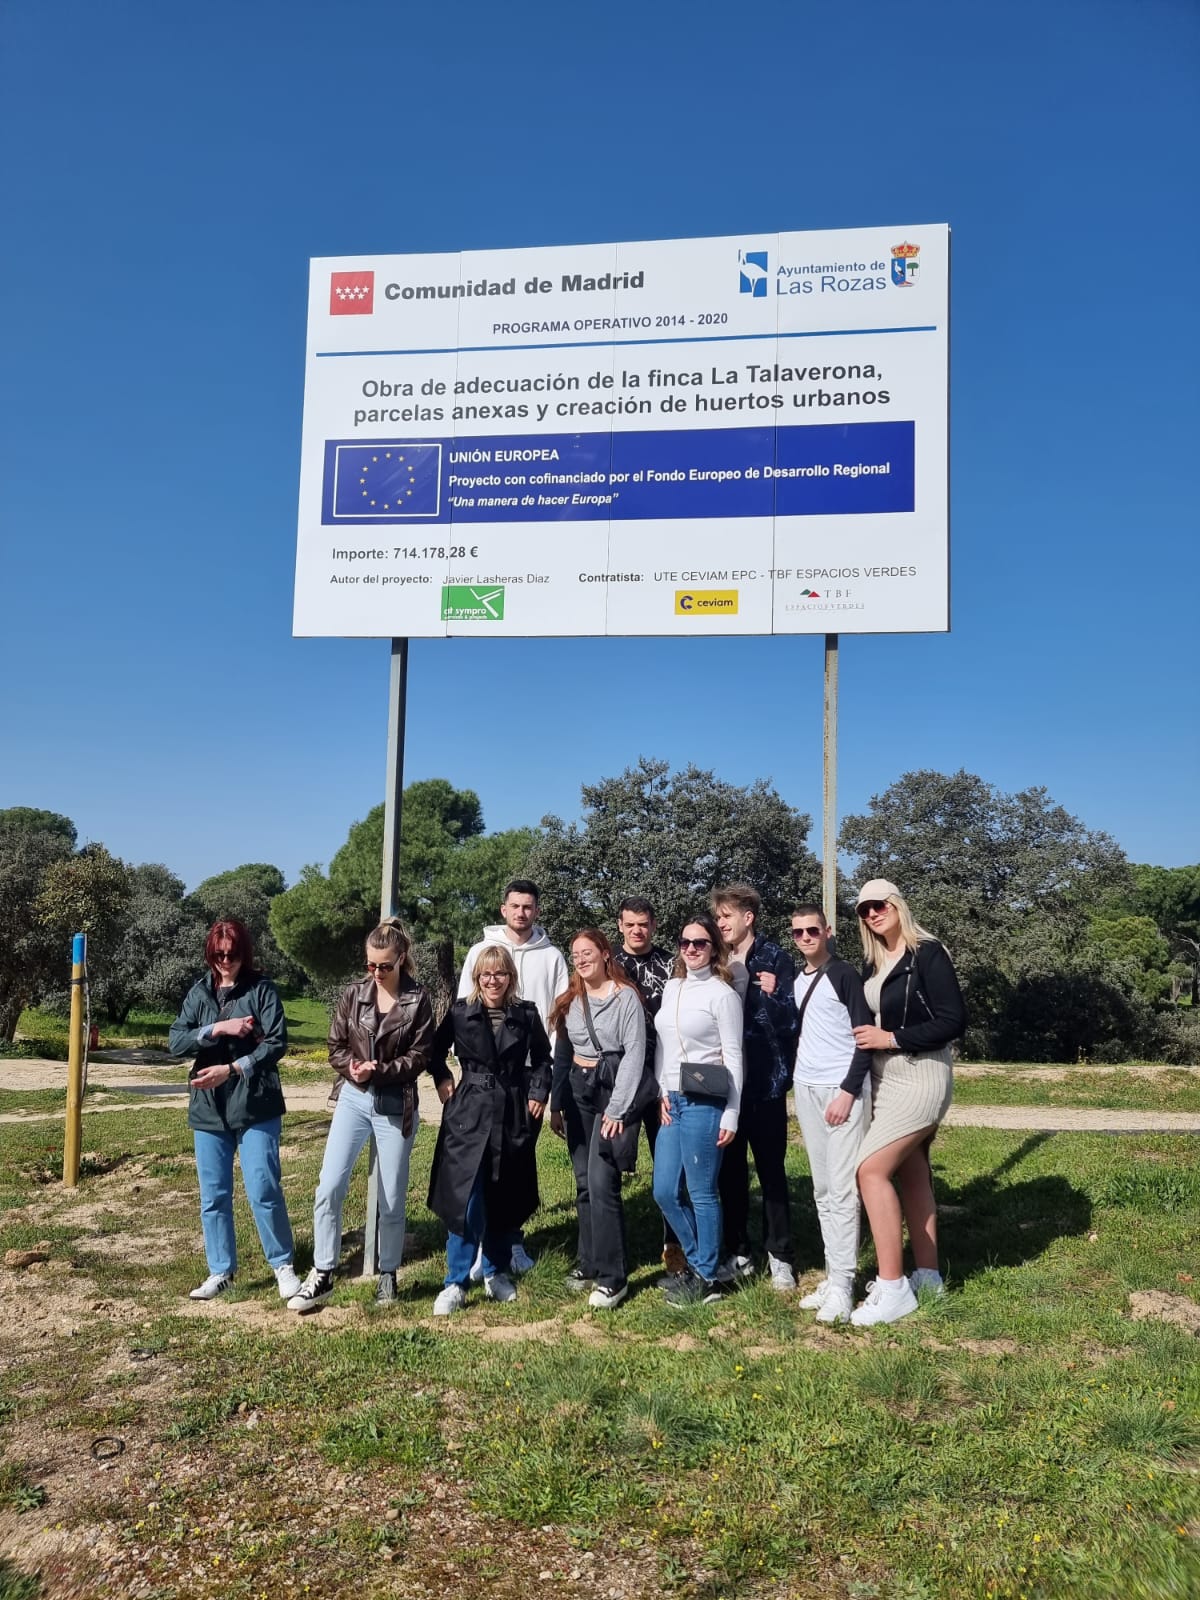 Comunidad de Madrid
Ayuntamiento de
Las Rozas
PROGRAMA OPERATIVO 2014 - 2020
Obra de adecuación de la finca La Talaverona,
parcelas anexas y creación de huertos urbanos
UNIÓN EUROPEA
Proyecto con cofinanciado por el Fondo Europeo de Desarrollo Regional
“Una manera de hacer Europa”
Importe: 714.178,28 €
Autor del proyecto: Javier Lasheras Diaz Contratista: UTE CEVIAM EPC - TBF ESPACIOS VERDES
sympro
ceviam
TBF
ESPACIOS VERDES